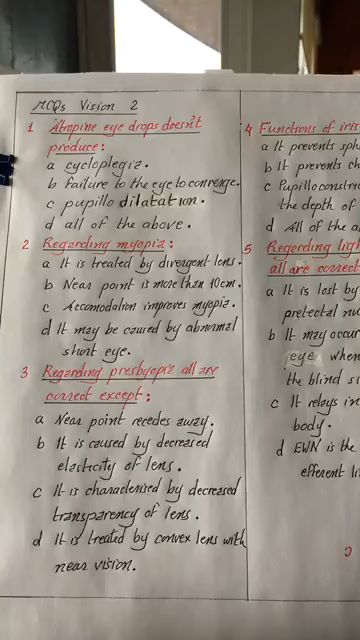 MCQs Vision 2
1 Atropine eye drops doesn't
produce:
a cycloplegia.
b failure to the eye to converge.
c pupillo dilatation.
d all of the above.
2 Regarding myopia:
a It is treated by divergent lens.
b Near point is more than 10cm.
c Accomodation improves myopia.
d It may be caused by abnormal
short eye.
3 Regarding presbyopia all are
correct except:
a Near point recedes away.
b It is caused by decreased
elasticity of lens.
c It is characterised by decreased
transparency of lens.
d It is treated by convex lens with
near vision.
4 Functions of iris
a It prevents sph
b It prevents ch
c Pupilloconstri
the depth of
d All of the a
5 Regarding ligh
all are correct
a It is lost by
pretectal nu
b It may occur
eye when
the blind s
c It relays in
body.
d EWN is the
efferent li